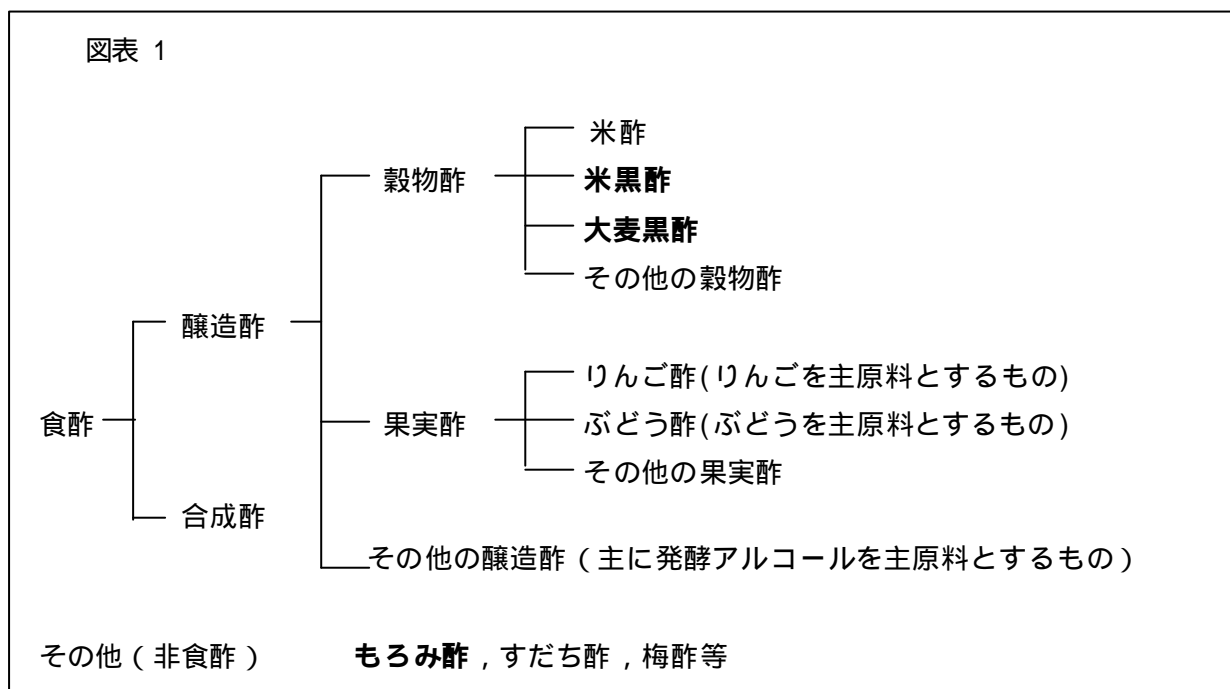 図表 1
米酢
穀物酢 米黒酢
大麦黒酢
その他の穀物酢
醸造酢
りんご酢(りんごを主原料とするもの)
食酢 果実酢 ぶどう酢(ぶどうを主原料とするもの)
その他の果実酢
合成酢
その他の醸造酢(主に発酵アルコールを主原料とするもの)
その他(非食酢) もろみ酢,すだち酢,梅酢等